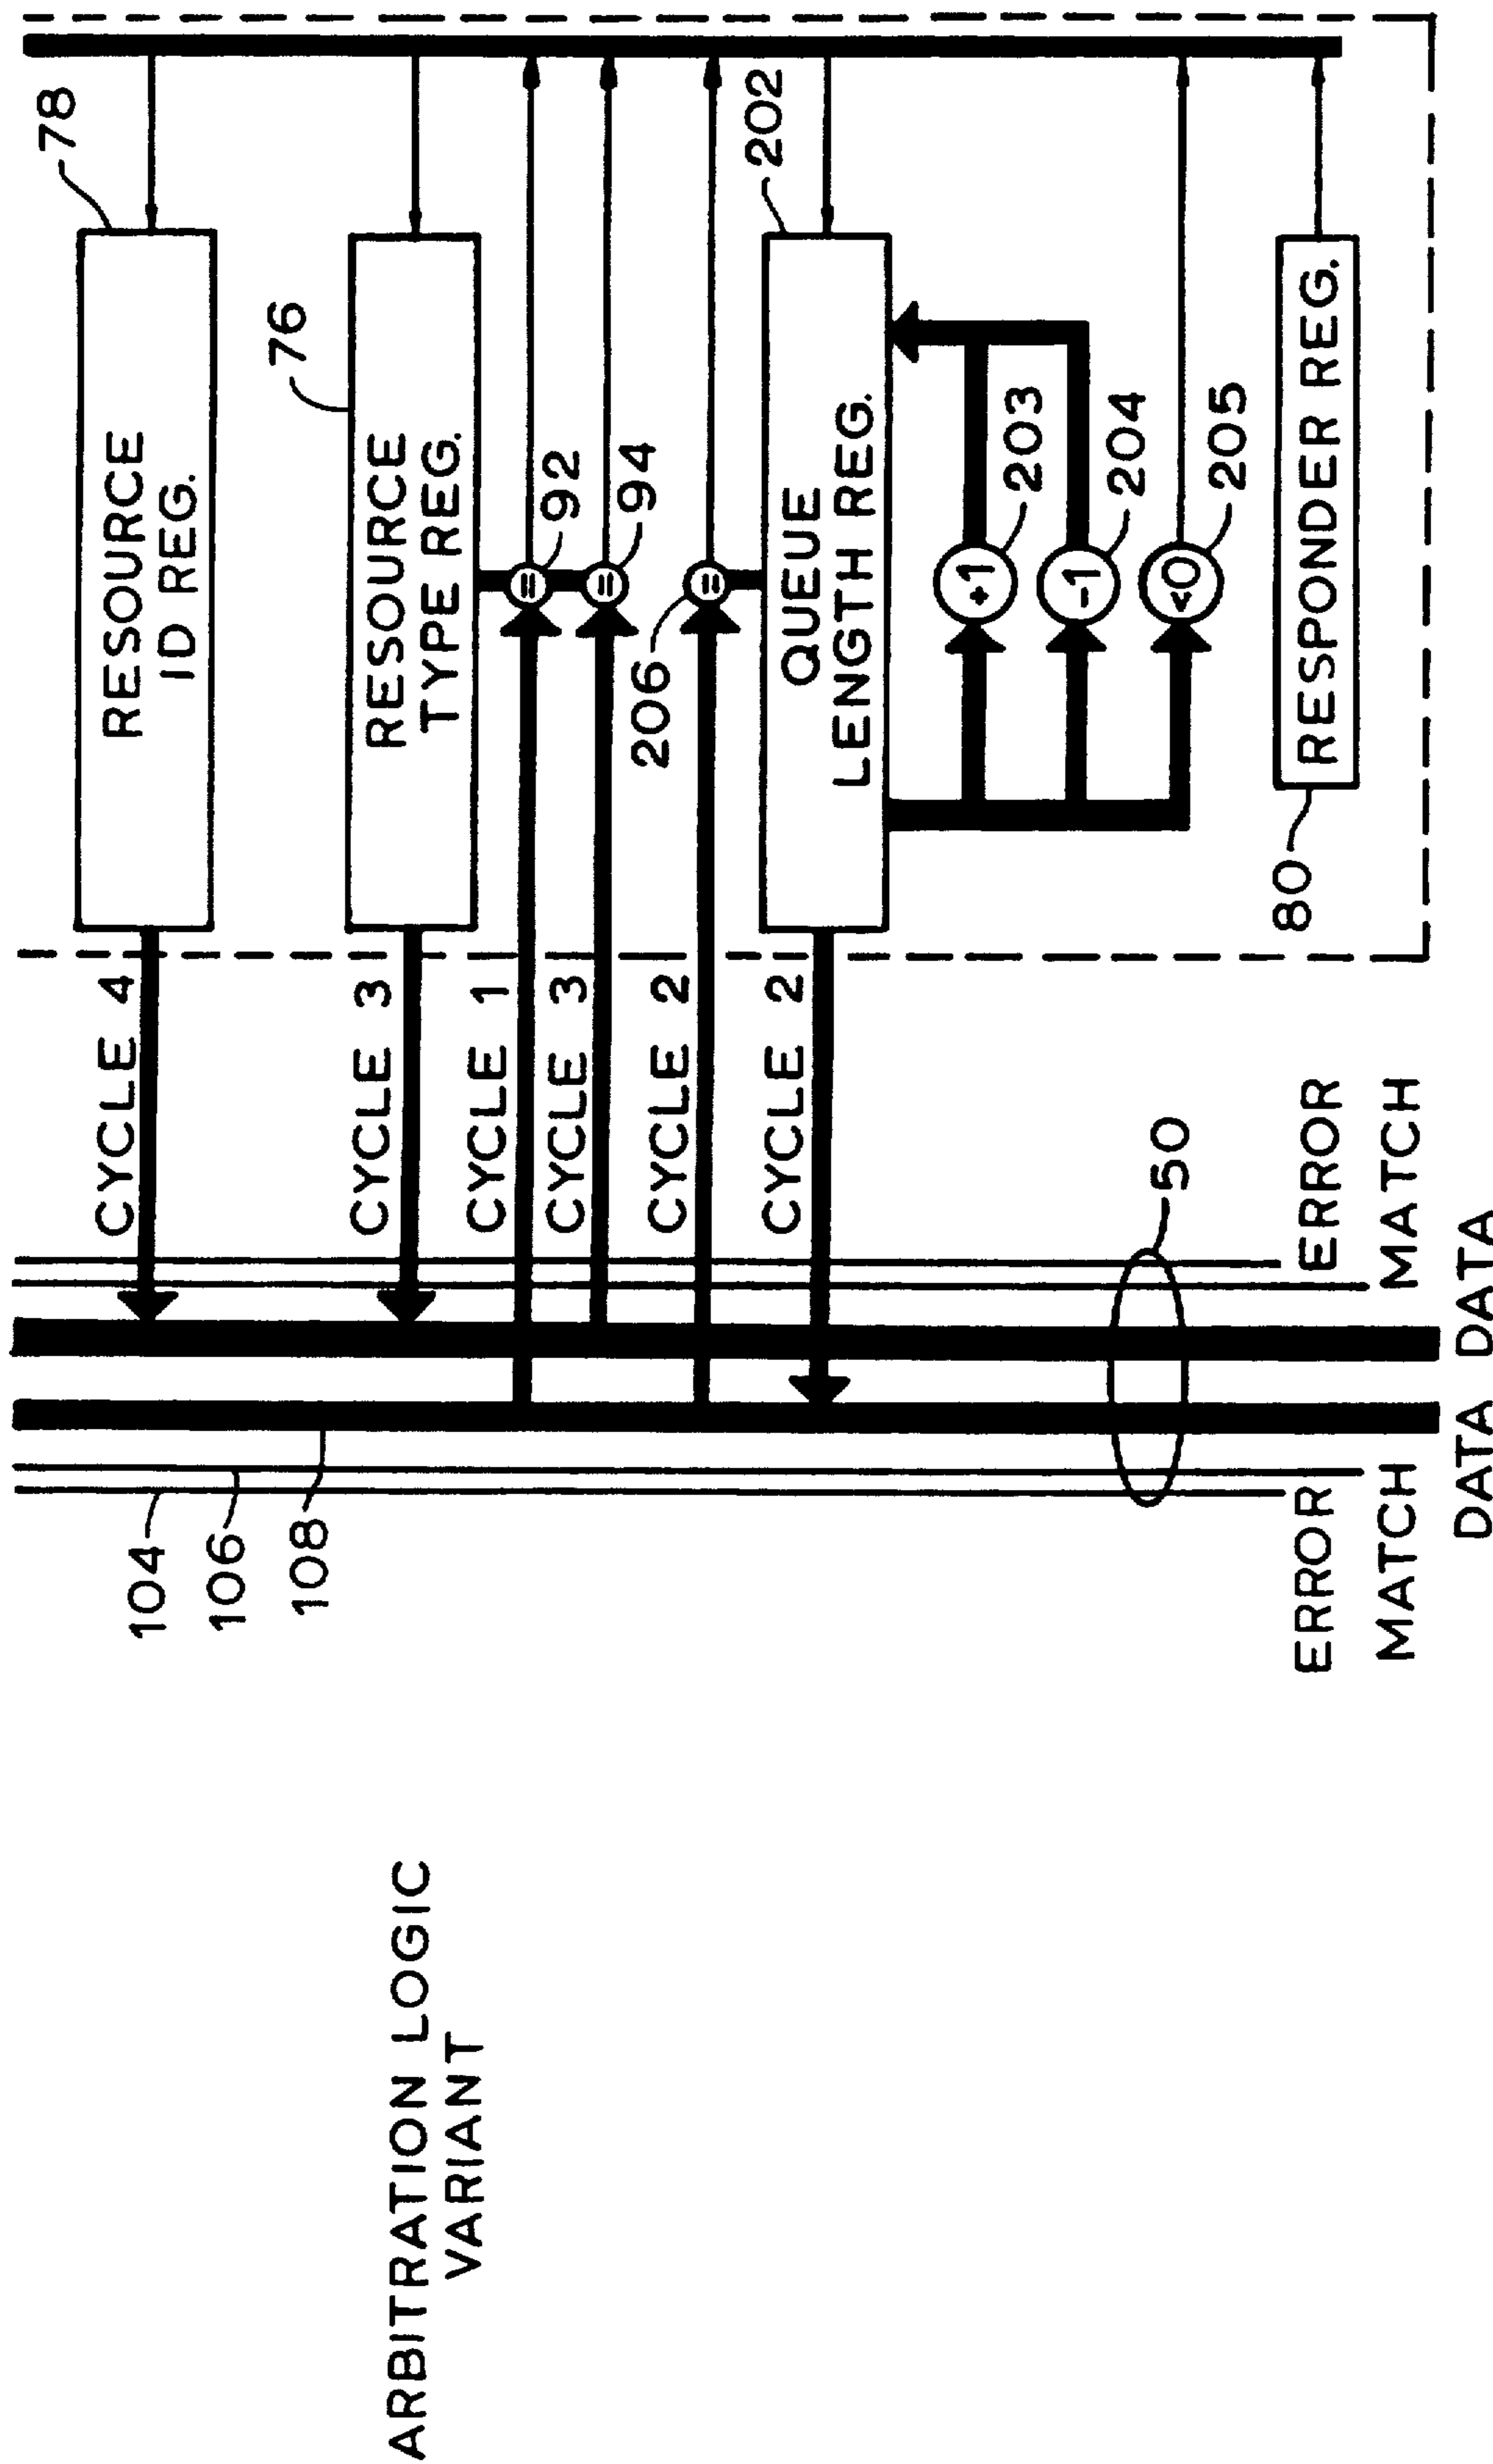 ARBITRATION LOGIC
VARIANT
104
106
108
ERROR
MATCH
DATA
DATA
MATCH
ERROR
50
CYCLE 4
CYCLE 3
CYCLE 1
CYCLE 3
CYCLE 2
CYCLE 2
RESOURCE
ID REG.
78
RESOURCE
TYPE REG.
76
=
92
=
94
=
206
QUEUE
LENGTH REG.
202
+1
203
-1
204
<0
205
RESPONDER REG.
80